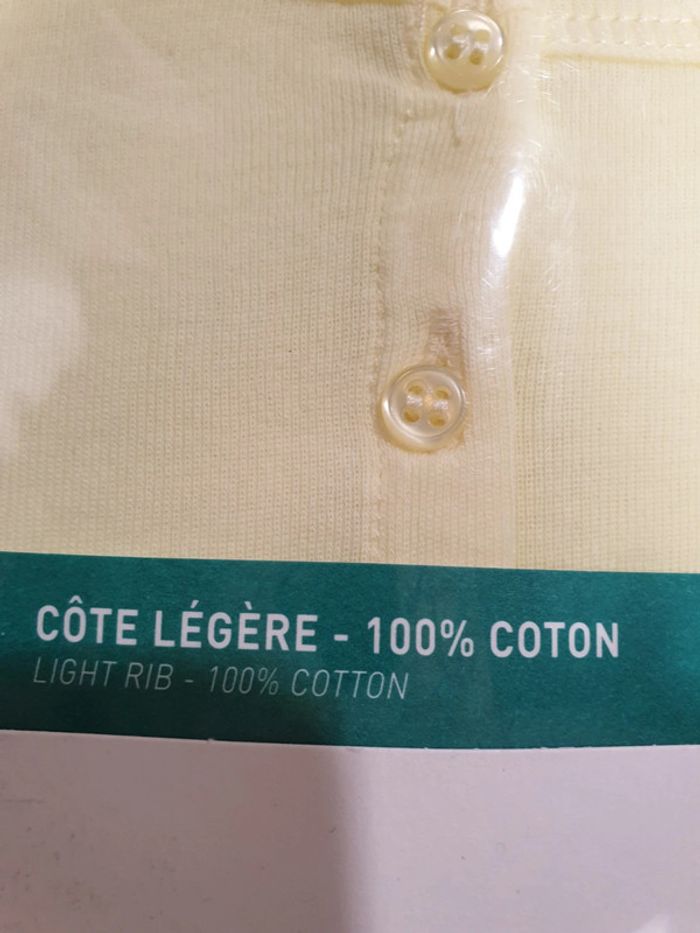 CÔTE LÉGÈRE - 100% COTON
LIGHT RIB - 100% COTTON